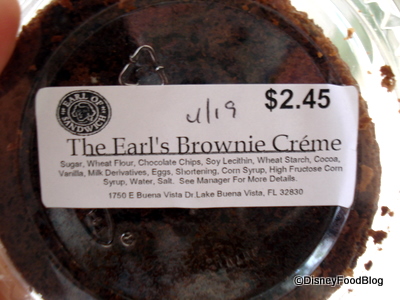 EARL OF SANDWICH
4/19
$2.45
The Earl's Brownie Créme
Sugar, Wheat Flour, Chocolate Chips, Soy Lecithin, Wheat Starch, Cocoa,
Vanilla, Milk Derivatives, Eggs, Shortening, Corn Syrup, High Fructose Corn
Syrup, Water, Salt. See Manager For More Details.
1750 E Buena Vista Dr.Lake Buena Vista, FL 32830
©DisneyFoodBlog